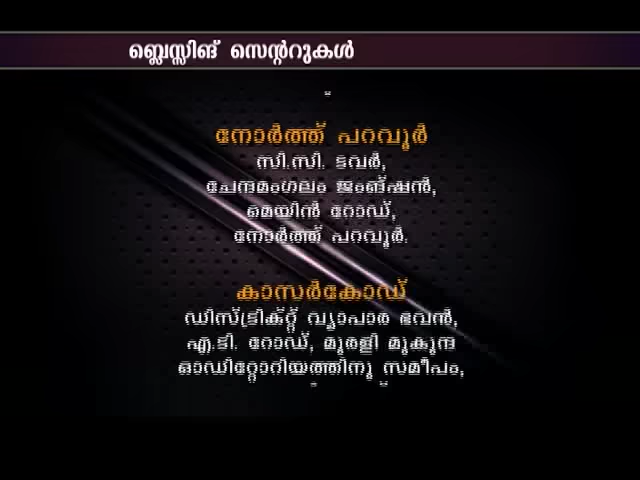 ബ്ലെസ്സിങ് സെന്ററുകൾ
നോർത്ത് പറവൂർ
സി.സി. ടവർ,
ചേന്ദമംഗലം ജംങ്ഷൻ,
മെയിൻ റോഡ്,
നോർത്ത് പറവൂർ.
കാസർകോഡ്
ഡിസ്ട്രിക്റ്റ് വ്യാപാര ഭവൻ,
എ.ടി. റോഡ്, മുരളി മുകുന്ദ
ഓഡിറ്റോറിയത്തിനു സമീപം,